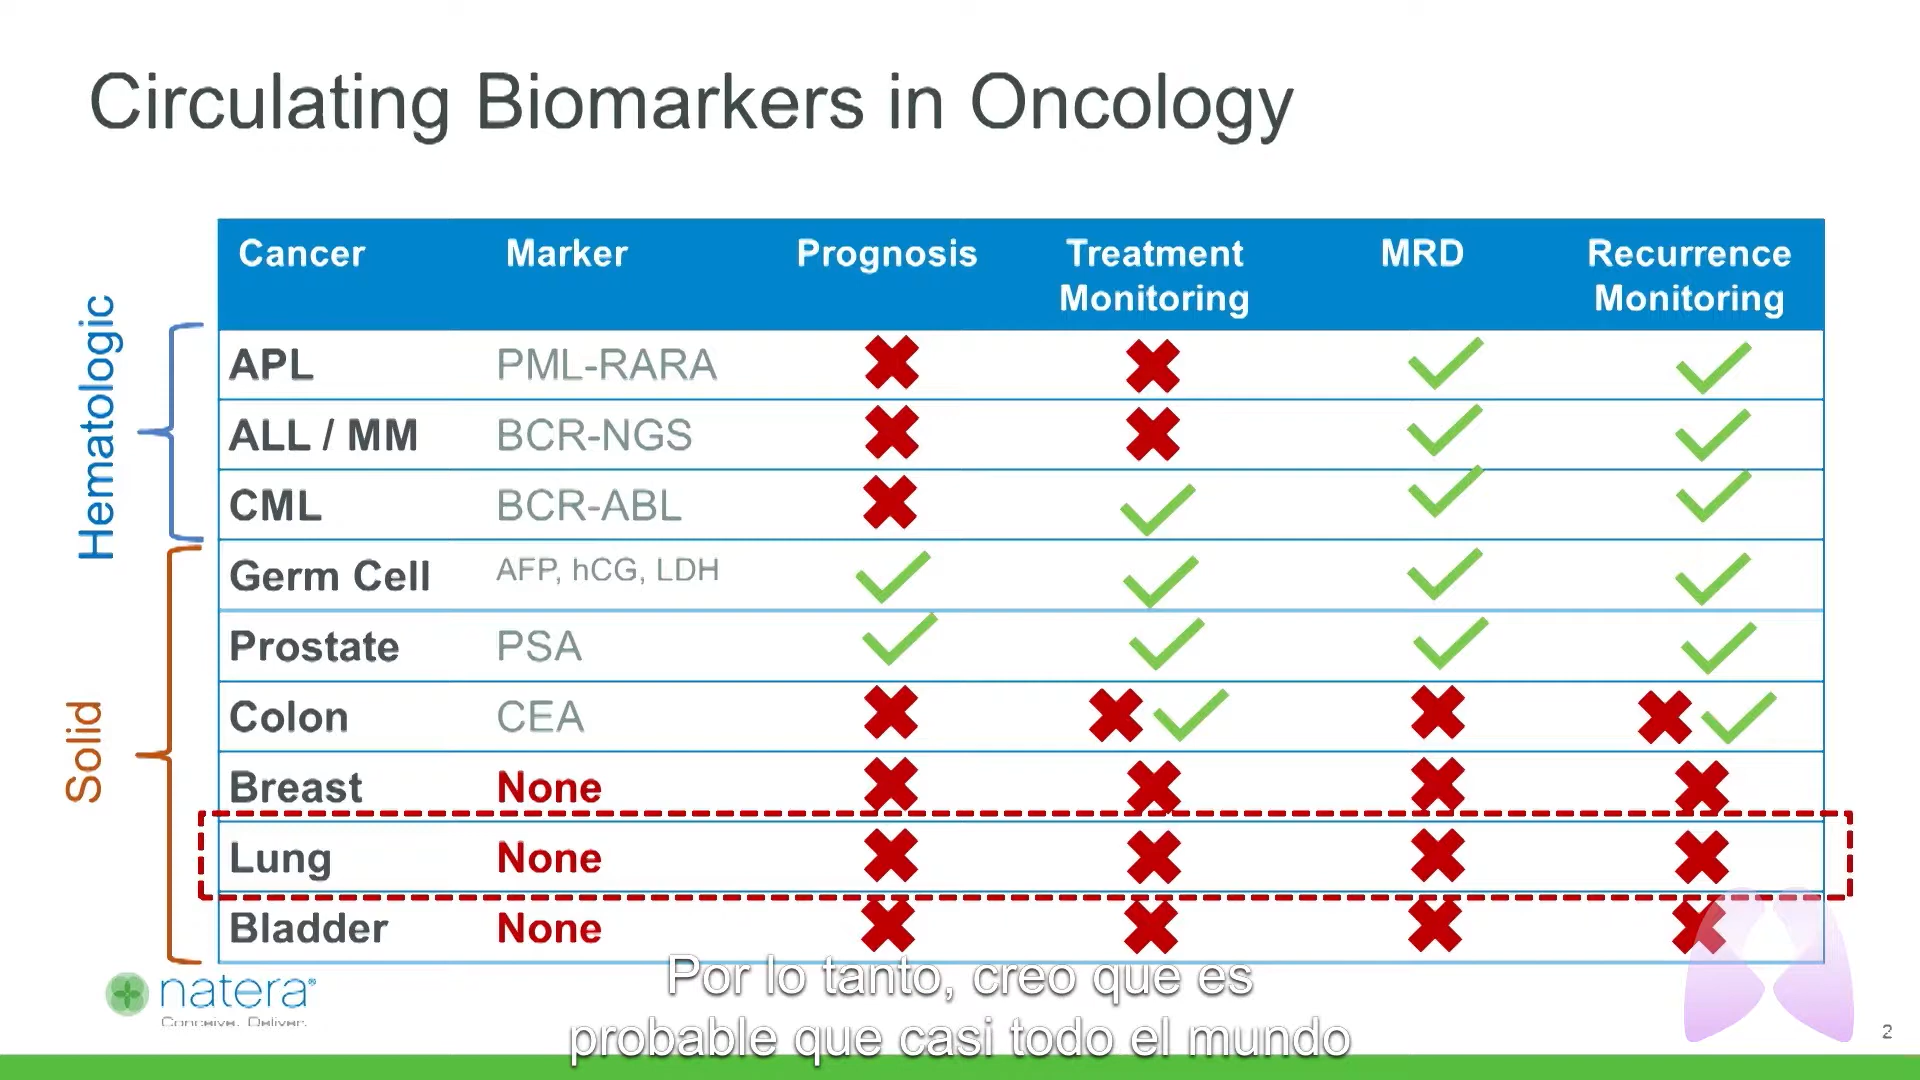 Circulating Biomarkers in Oncology
Cancer Marker Prognosis Treatment Monitoring MRD Recurrence Monitoring
Hematologic
APL PML-RARA
ALL / MM BCR-NGS
CML BCR-ABL
Solid
Germ Cell AFP, hCG, LDH
Prostate PSA
Colon CEA
Breast None
Lung None
Bladder None
natera®
Conceive. Deliver.
Por lo tanto, creo que es
probable que casi todo el mundo
2